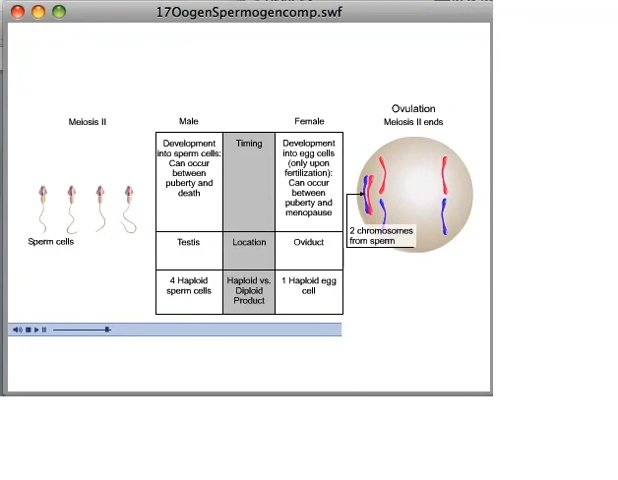 17OogenSpermogencomp.swf
Ovulation
Meiosis II
Male
Female
Meiosis II ends
Development
into sperm cells:
Can occur
between
puberty and
death
Timing
Development
into egg cells
(only upon
fertilization):
Can occur
between
puberty and
menopause
2 chromosomes
from sperm
Sperm cells
Testis
Location
Oviduct
4 Haploid
sperm cells
Haploid vs.
Diploid
Product
1 Haploid egg
cell